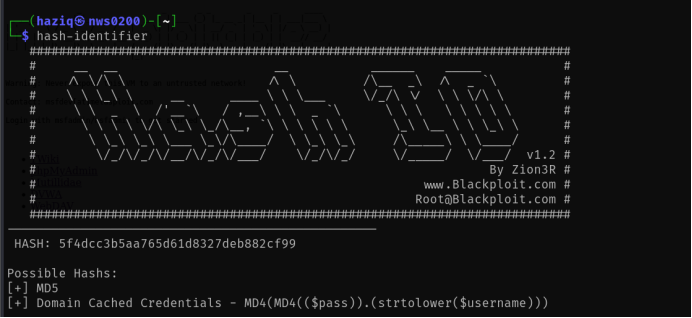 (haziq㉿nws0200)-[~]
$ hash-identifier
#########################################################################
v1.2 #
By Zion3R #
www.Blackploit.com #
Root@Blackploit.com #
#########################################################################
--------------------------------------------------
HASH: 5f4dcc3b5aa765d61d8327deb882cf99
Possible Hashs:
[+] MD5
[+] Domain Cached Credentials - MD4(MD4(($pass)).(strtolower($username)))